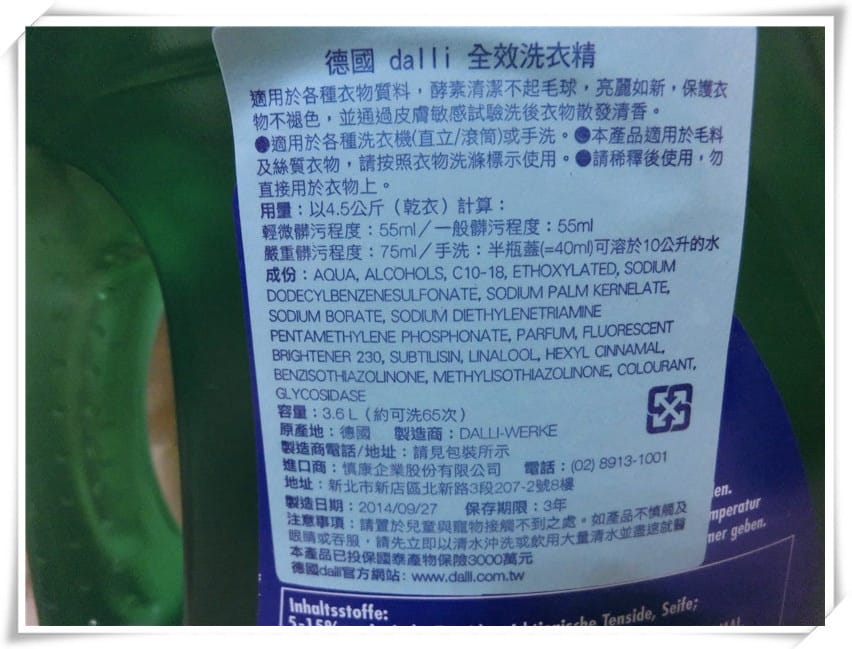 德國 dalli 全效洗衣精
適用於各種衣物質料，酵素清潔不起毛球，亮麗如新，保護衣
物不褪色，並通過皮膚敏感試驗洗後衣物散發清香。
●適用於各種洗衣機(直立/滾筒)或手洗。●本產品適用於毛料
及絲質衣物，請按照衣物洗滌標示使用。●請稀釋後使用，勿
直接用於衣物上。
用量：以4.5公斤（乾衣）計算：
輕微髒污程度：55ml／一般髒污程度：55ml
嚴重髒污程度：75ml／手洗：半瓶蓋(=40ml)可溶於10公升的水
成份：AQUA, ALCOHOLS, C10-18, ETHOXYLATED, SODIUM
DODECYLBENZENESULFONATE, SODIUM PALM KERNELATE,
SODIUM BORATE, SODIUM DIETHYLENETRIAMINE
PENTAMETHYLENE PHOSPHONATE, PARFUM, FLUORESCENT
BRIGHTENER 230, SUBTILISIN, LINALOOL, HEXYL CINNAMAL,
BENZISOTHIAZOLINONE, METHYLISOTHIAZOLINONE, COLOURANT,
GLYCOSIDASE
容量：3.6 L（約可洗65次）
原產地：德國　製造商：DALLI-WERKE
製造商電話/地址：請見包裝所示
進口商：慎康企業股份有限公司　電話：(02) 8913-1001
地址：新北市新店區北新路3段207-2號8樓
製造日期：2014/09/27　保存期限：3年
注意事項：請置於兒童與寵物接觸不到之處。如產品不慎觸及
眼睛或吞服，請先立即以清水沖洗或飲用大量清水並盡速就醫
本產品已投保國泰產物保險3000萬元
德國dalli官方網站: www.dalli.com.tw
en.
mperatur
ner geben.
Inhaltsstoffe:
5-15% Tenside, Seife;